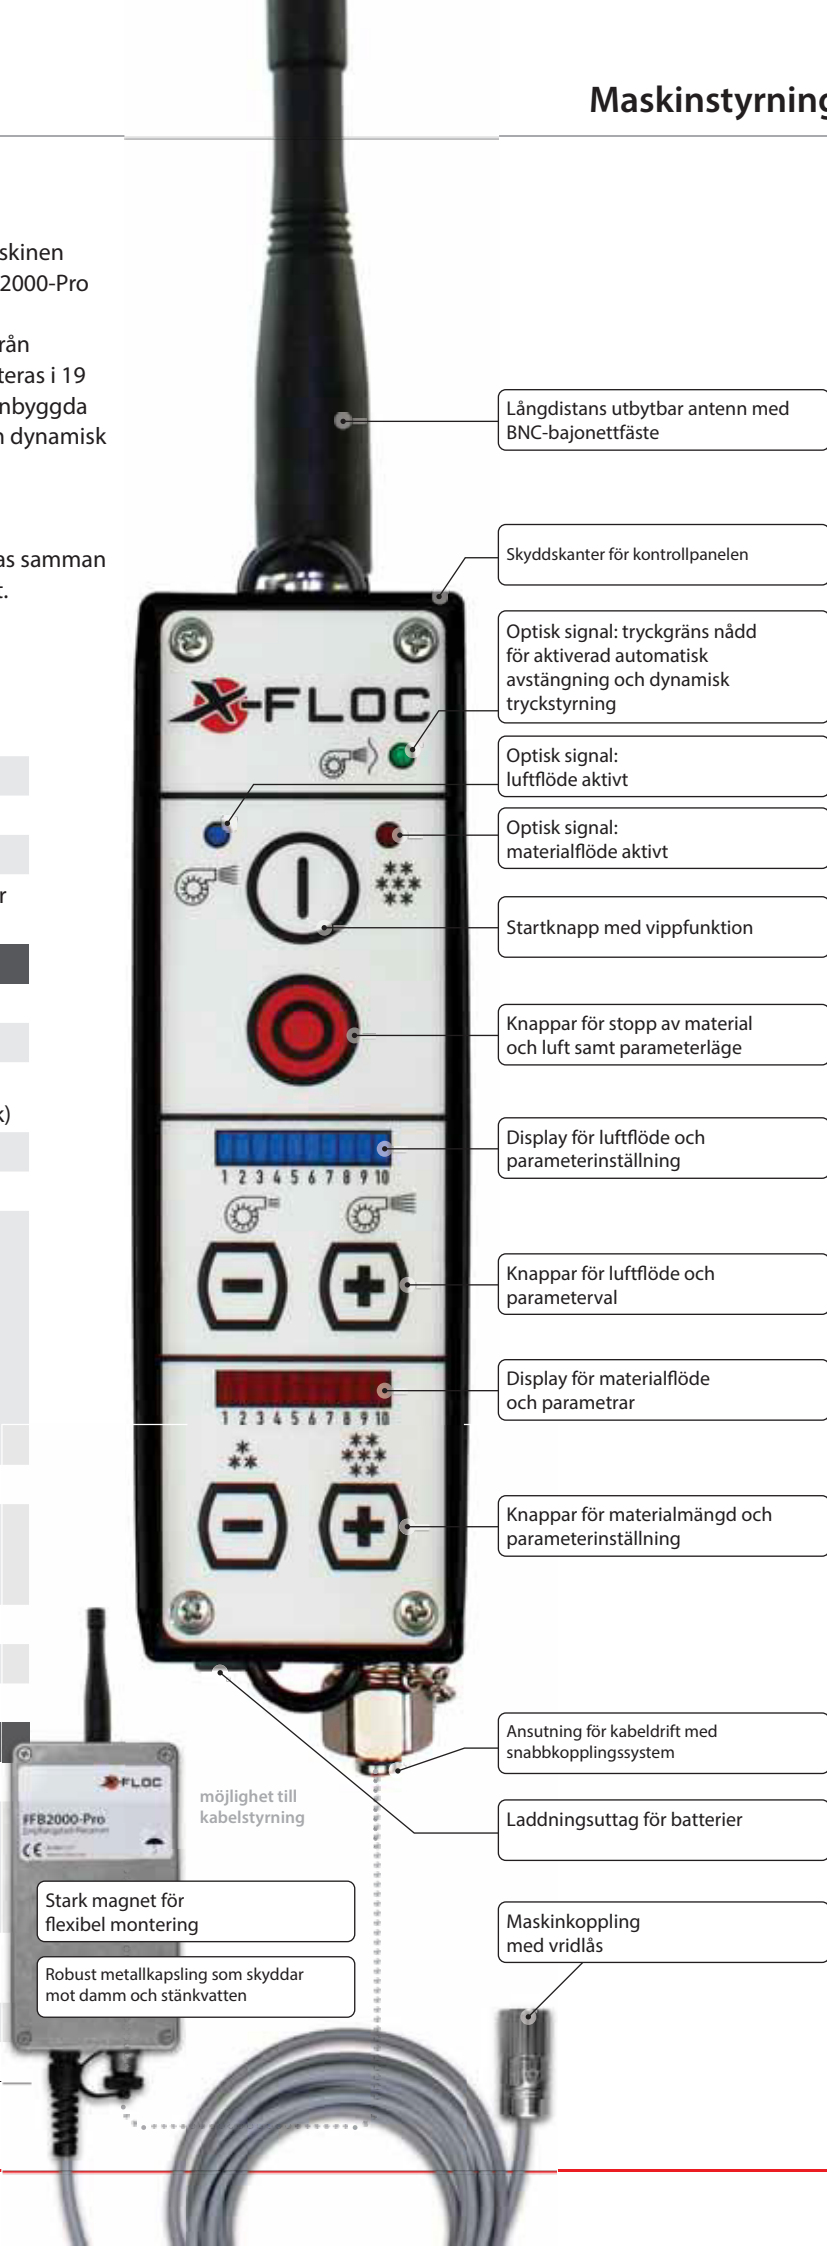 Maskinstyrning
skinen
2000-Pro
rån
teras i 19
nbyggda
n dynamisk
as samman
t.
r
k)
Långdistans utbytbar antenn med
BNC-bajonettfäste
Skyddskanter för kontrollpanelen
Optisk signal: tryckgräns nådd
för aktiverad automatisk
avstängning och dynamisk
tryckstyrning
Optisk signal:
luftflöde aktivt
Optisk signal:
materialflöde aktivt
Startknapp med vippfunktion
Knappar för stopp av material
och luft samt parameterläge
Display för luftflöde och
parameterinställning
Knappar för luftflöde och
parameterval
Display för materialflöde
och parametrar
Knappar för materialmängd och
parameterinställning
Ansutning för kabeldrift med
snabbkopplingssystem
Laddningsuttag för batterier
Maskinkoppling
med vridlås
X-FLOC
1 2 3 4 5 6 7 8 9 10
1 2 3 4 5 6 7 8 9 10
möjlighet till
kabelstyrning
X-FLOC
FFB2000-Pro
CE
Stark magnet för
flexibel montering
Robust metallkapsling som skyddar
mot damm och stänkvatten